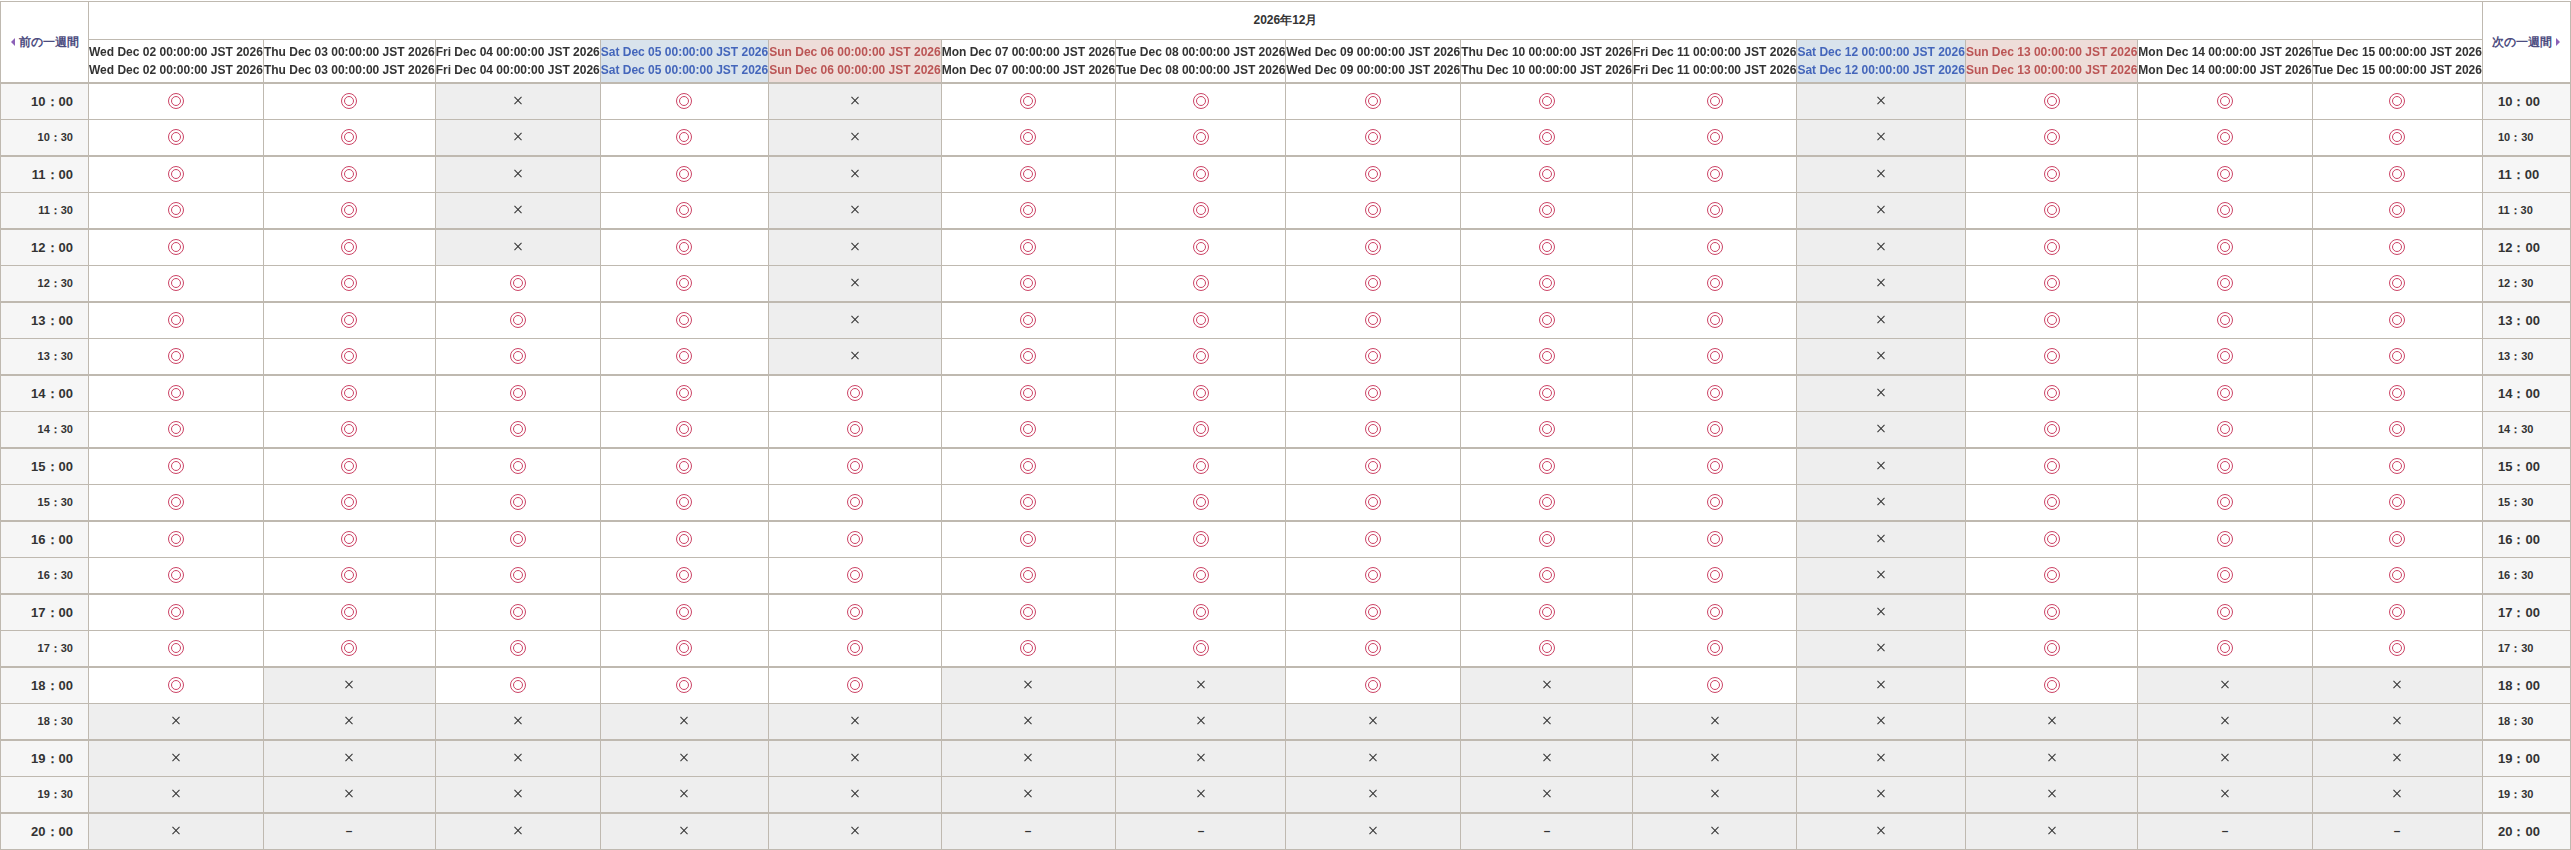 2026年12月
前の一週間
次の一週間
Wed Dec 02 00:00:00 JST 2026 Thu Dec 03 00:00:00 JST 2026 Fri Dec 04 00:00:00 JST 2026 Sat Dec 05 00:00:00 JST 2026 Sun Dec 06 00:00:00 JST 2026 Mon Dec 07 00:00:00 JST 2026 Tue Dec 08 00:00:00 JST 2026 Wed Dec 09 00:00:00 JST 2026 Thu Dec 10 00:00:00 JST 2026 Fri Dec 11 00:00:00 JST 2026 Sat Dec 12 00:00:00 JST 2026 Sun Dec 13 00:00:00 JST 2026 Mon Dec 14 00:00:00 JST 2026 Tue Dec 15 00:00:00 JST 2026
Wed Dec 02 00:00:00 JST 2026 Thu Dec 03 00:00:00 JST 2026 Fri Dec 04 00:00:00 JST 2026 Sat Dec 05 00:00:00 JST 2026 Sun Dec 06 00:00:00 JST 2026 Mon Dec 07 00:00:00 JST 2026 Tue Dec 08 00:00:00 JST 2026 Wed Dec 09 00:00:00 JST 2026 Thu Dec 10 00:00:00 JST 2026 Fri Dec 11 00:00:00 JST 2026 Sat Dec 12 00:00:00 JST 2026 Sun Dec 13 00:00:00 JST 2026 Mon Dec 14 00:00:00 JST 2026 Tue Dec 15 00:00:00 JST 2026
10：00 ◎ ◎ × ◎ × ◎ ◎ ◎ ◎ ◎ × ◎ ◎ ◎ 10：00
10：30 ◎ ◎ × ◎ × ◎ ◎ ◎ ◎ ◎ × ◎ ◎ ◎ 10：30
11：00 ◎ ◎ × ◎ × ◎ ◎ ◎ ◎ ◎ × ◎ ◎ ◎ 11：00
11：30 ◎ ◎ × ◎ × ◎ ◎ ◎ ◎ ◎ × ◎ ◎ ◎ 11：30
12：00 ◎ ◎ × ◎ × ◎ ◎ ◎ ◎ ◎ × ◎ ◎ ◎ 12：00
12：30 ◎ ◎ ◎ ◎ × ◎ ◎ ◎ ◎ ◎ × ◎ ◎ ◎ 12：30
13：00 ◎ ◎ ◎ ◎ × ◎ ◎ ◎ ◎ ◎ × ◎ ◎ ◎ 13：00
13：30 ◎ ◎ ◎ ◎ × ◎ ◎ ◎ ◎ ◎ × ◎ ◎ ◎ 13：30
14：00 ◎ ◎ ◎ ◎ ◎ ◎ ◎ ◎ ◎ ◎ × ◎ ◎ ◎ 14：00
14：30 ◎ ◎ ◎ ◎ ◎ ◎ ◎ ◎ ◎ ◎ × ◎ ◎ ◎ 14：30
15：00 ◎ ◎ ◎ ◎ ◎ ◎ ◎ ◎ ◎ ◎ × ◎ ◎ ◎ 15：00
15：30 ◎ ◎ ◎ ◎ ◎ ◎ ◎ ◎ ◎ ◎ × ◎ ◎ ◎ 15：30
16：00 ◎ ◎ ◎ ◎ ◎ ◎ ◎ ◎ ◎ ◎ × ◎ ◎ ◎ 16：00
16：30 ◎ ◎ ◎ ◎ ◎ ◎ ◎ ◎ ◎ ◎ × ◎ ◎ ◎ 16：30
17：00 ◎ ◎ ◎ ◎ ◎ ◎ ◎ ◎ ◎ ◎ × ◎ ◎ ◎ 17：00
17：30 ◎ ◎ ◎ ◎ ◎ ◎ ◎ ◎ ◎ ◎ × ◎ ◎ ◎ 17：30
18：00 ◎ × ◎ ◎ ◎ × × ◎ × ◎ × ◎ × × 18：00
18：30 × × × × × × × × × × × × × × 18：30
19：00 × × × × × × × × × × × × × × 19：00
19：30 × × × × × × × × × × × × × × 19：30
20：00 × － × × × － － × － × × × － － 20：00